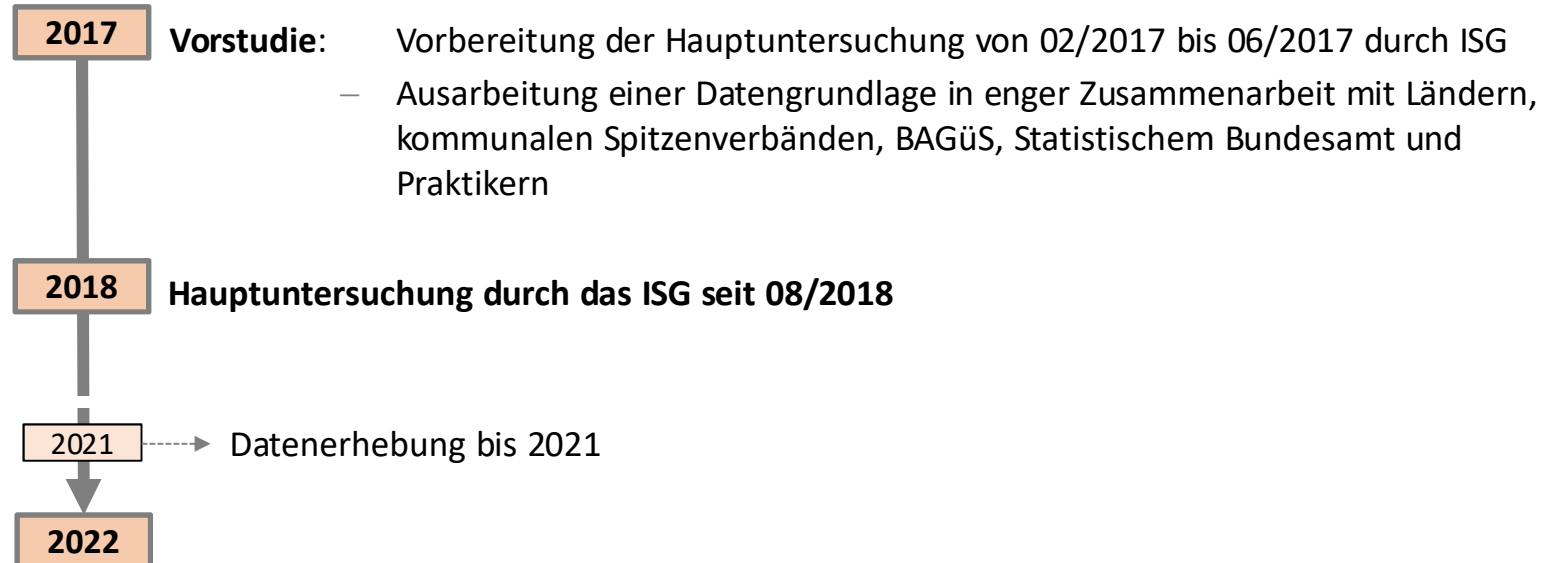 2017
Vorstudie: Vorbereitung der Hauptuntersuchung von 02/2017 bis 06/2017 durch ISG
– Ausarbeitung einer Datengrundlage in enger Zusammenarbeit mit Ländern,
kommunalen Spitzenverbänden, BAGüS, Statistischem Bundesamt und
Praktikern
2018
Hauptuntersuchung durch das ISG seit 08/2018
2021
Datenerhebung bis 2021
2022